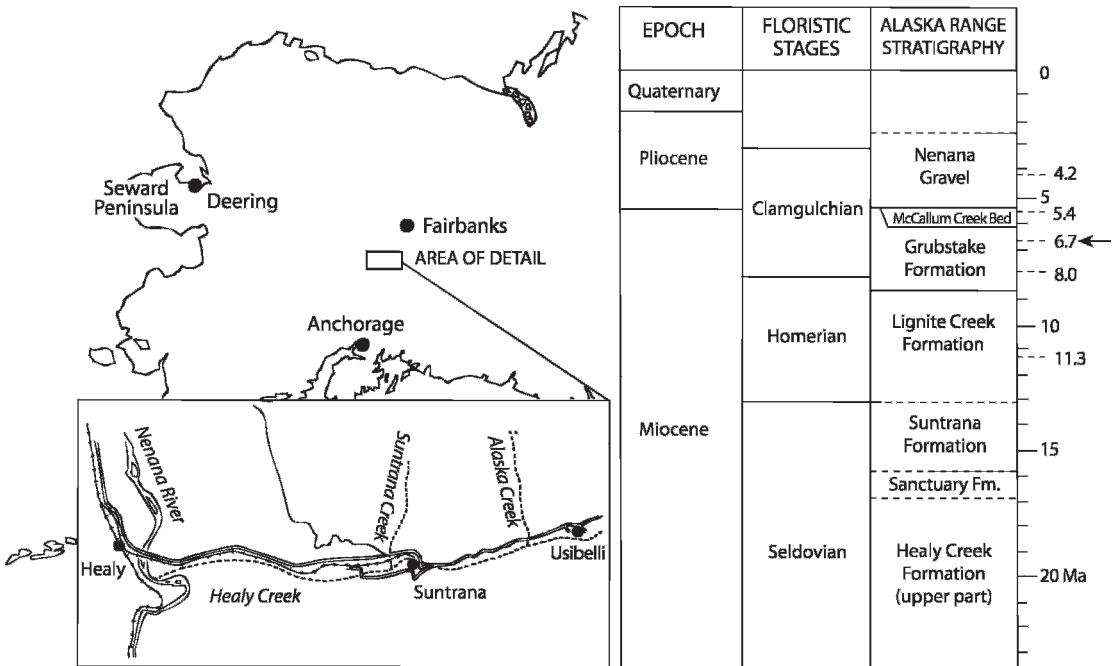 Seward
Peninsula
Deering
Fairbanks
AREA OF DETAIL
Anchorage
Nenana River
Suntrana Creek
Alaska Creek
Usibelli
Healy
Suntrana
Healy Creek
EPOCH
FLORISTIC
STAGES
ALASKA RANGE
STRATIGRAPHY
Quaternary
Pliocene
Miocene
Clamgulchian
Homerian
Seldovian
Nenana
Gravel
McCallum Creek Bed
Grubstake
Formation
Lignite Creek
Formation
Suntrana
Formation
Sanctuary Fm.
Healy Creek
Formation
(upper part)
0
4.2
5
5.4
6.7
8.0
10
11.3
15
20 Ma